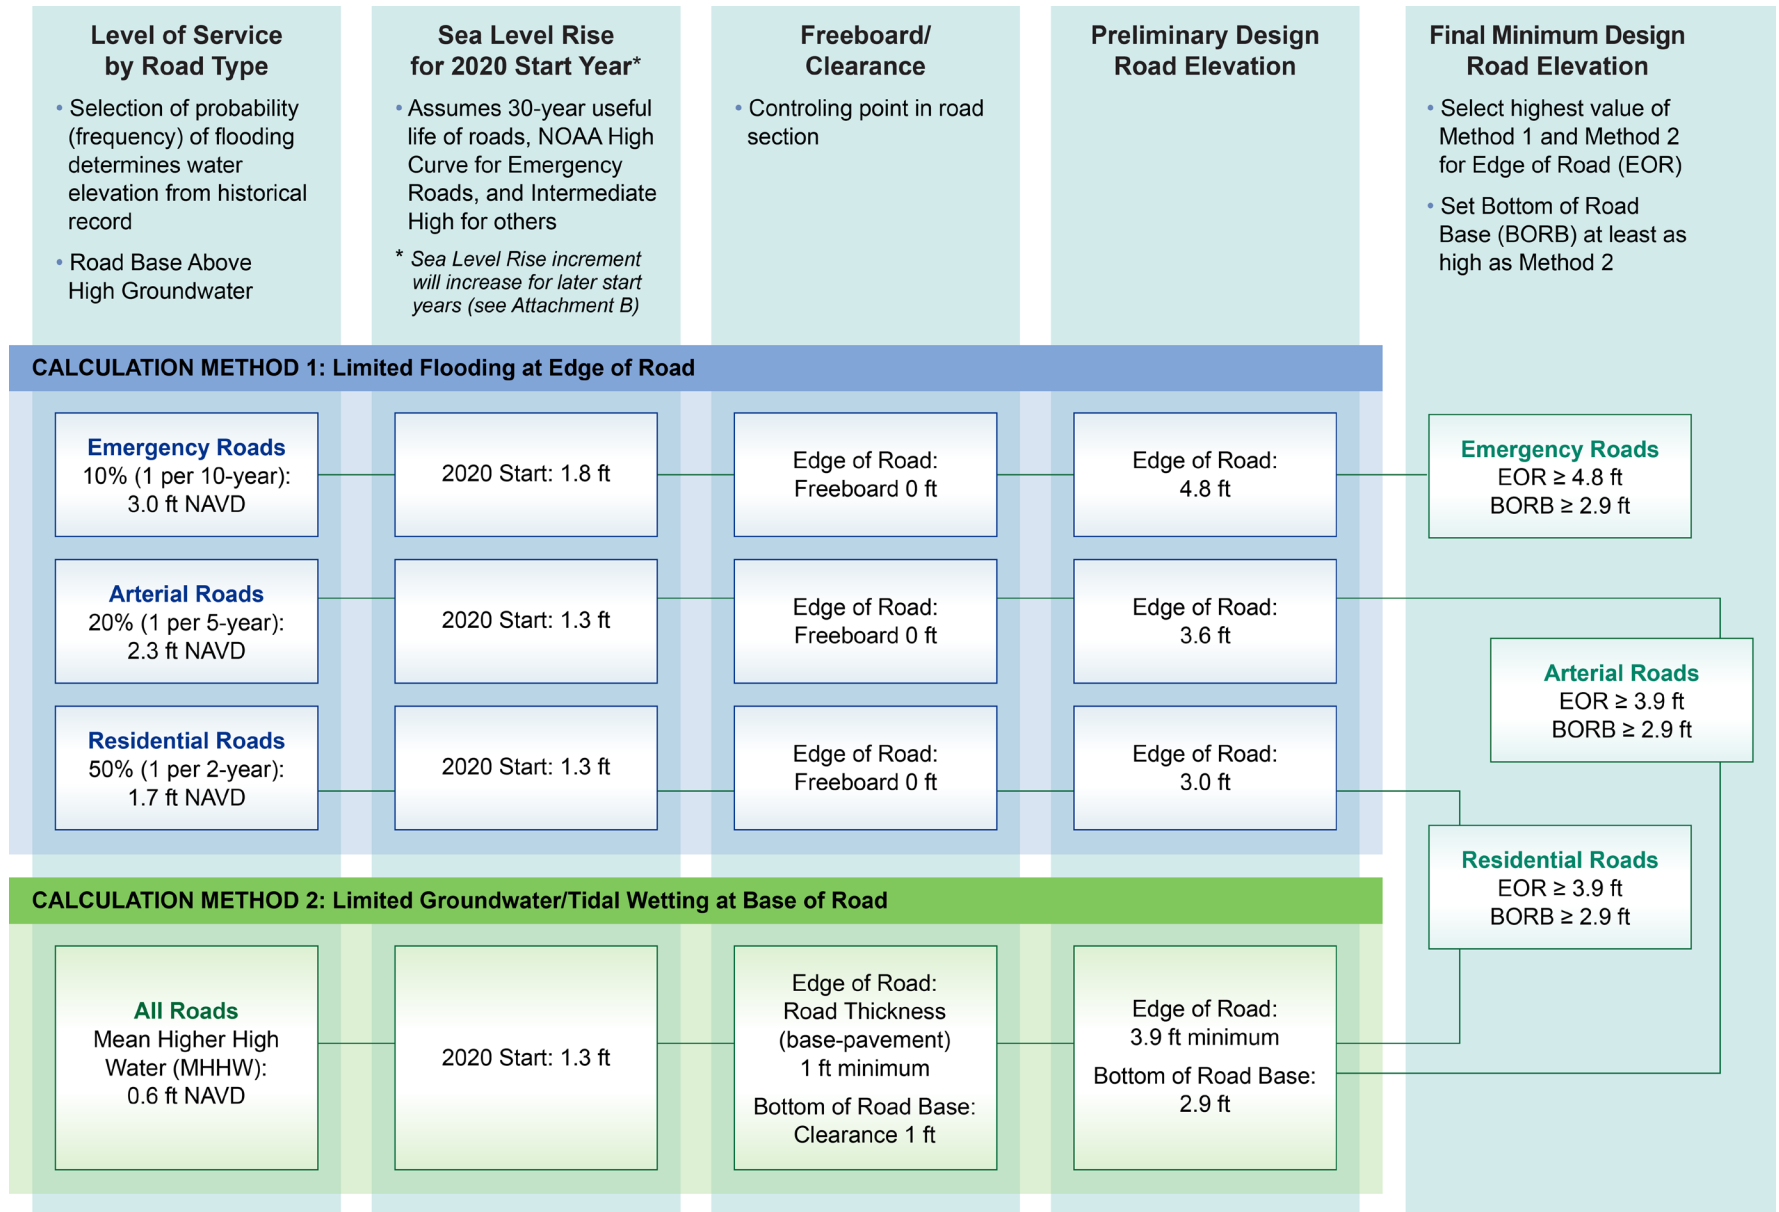 Level of Service
by Road Type
• Selection of probability
(frequency) of flooding
determines water
elevation from historical
record
• Road Base Above
High Groundwater
Sea Level Rise
for 2020 Start Year*
• Assumes 30-year useful
life of roads, NOAA High
Curve for Emergency
Roads, and Intermediate
High for others
* Sea Level Rise increment
will increase for later start
years (see Attachment B)
Freeboard/
Clearance
• Controling point in road
section
Preliminary Design
Road Elevation
Final Minimum Design
Road Elevation
• Select highest value of
Method 1 and Method 2
for Edge of Road (EOR)
• Set Bottom of Road
Base (BORB) at least as
high as Method 2
CALCULATION METHOD 1: Limited Flooding at Edge of Road
Emergency Roads
10% (1 per 10-year):
3.0 ft NAVD
2020 Start: 1.8 ft
Edge of Road:
Freeboard 0 ft
Edge of Road:
4.8 ft
Emergency Roads
EOR ≥ 4.8 ft
BORB ≥ 2.9 ft
Arterial Roads
20% (1 per 5-year):
2.3 ft NAVD
2020 Start: 1.3 ft
Edge of Road:
Freeboard 0 ft
Edge of Road:
3.6 ft
Arterial Roads
EOR ≥ 3.9 ft
BORB ≥ 2.9 ft
Residential Roads
50% (1 per 2-year):
1.7 ft NAVD
2020 Start: 1.3 ft
Edge of Road:
Freeboard 0 ft
Edge of Road:
3.0 ft
Residential Roads
EOR ≥ 3.9 ft
BORB ≥ 2.9 ft
CALCULATION METHOD 2: Limited Groundwater/Tidal Wetting at Base of Road
All Roads
Mean Higher High
Water (MHHW):
0.6 ft NAVD
2020 Start: 1.3 ft
Edge of Road:
Road Thickness
(base-pavement)
1 ft minimum
Bottom of Road Base:
Clearance 1 ft
Edge of Road:
3.9 ft minimum
Bottom of Road Base:
2.9 ft